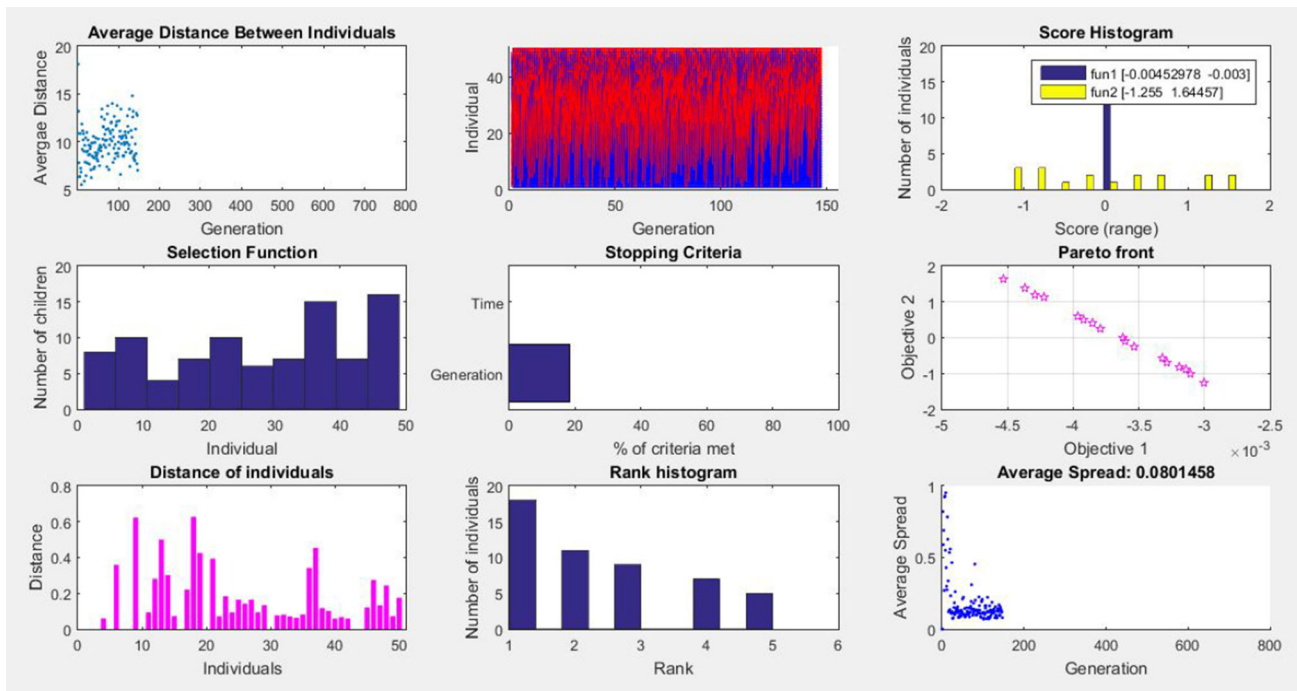 Average Distance Between Individuals
20
15
10
5
Avergae Distance
100 200 300 400 500 600 700 800
Generation
40
20
0
Individual
0 50 100 150
Generation
Score Histogram
20
15
10
5
0
Number of individuals
fun1 [-0.00452978 -0.003]
fun2 [-1.255 1.64457]
-2 -1 0 1 2
Score (range)
Selection Function
20
15
10
5
0
Number of children
0 10 20 30 40 50
Individual
Stopping Criteria
Time
Generation
0 20 40 60 80 100
% of criteria met
Pareto front
2
1
0
-1
-2
Objective 2
-5 -4.5 -4 -3.5 -3 -2.5
Objective 1 ×10⁻³
Distance of individuals
0.8
0.6
0.4
0.2
0
Distance
0 10 20 30 40 50
Individuals
Rank histogram
20
15
10
5
0
Number of individuals
1 2 3 4 5 6
Rank
Average Spread: 0.0801458
1
0.5
0
Average Spread
0 200 400 600 800
Generation